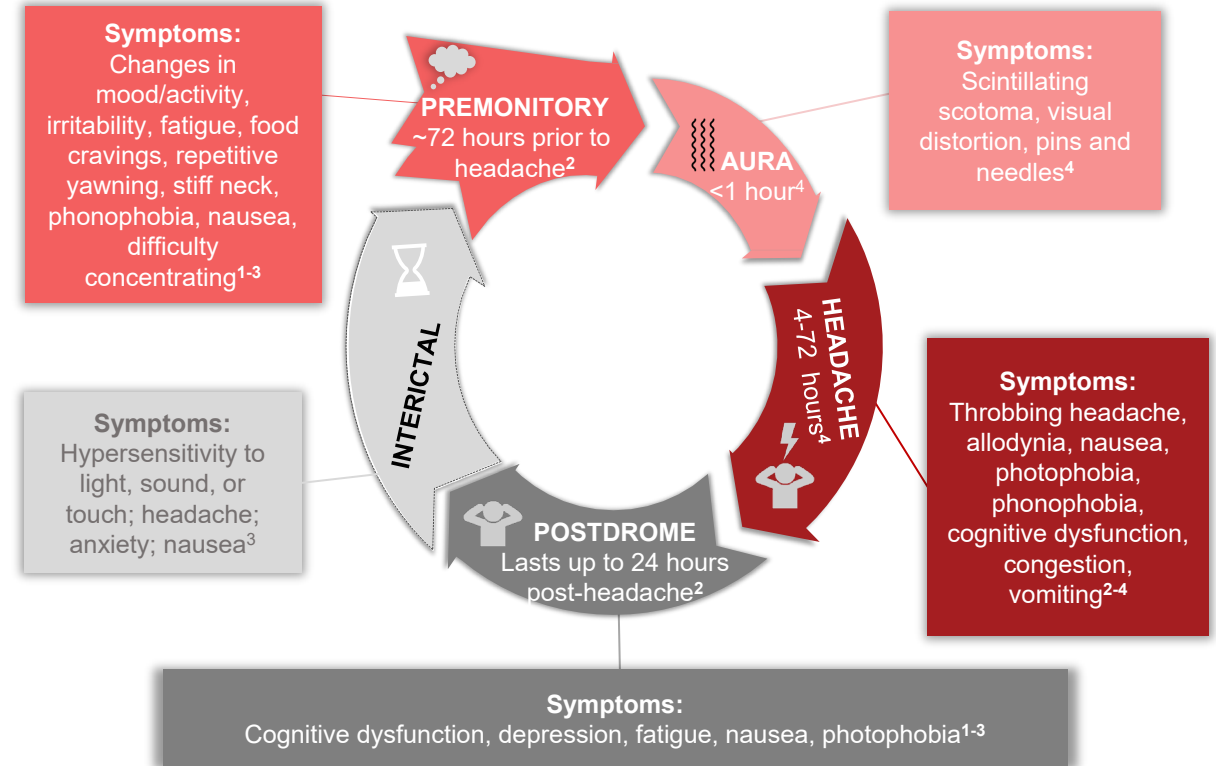 Symptoms:
Changes in
mood/activity,
irritability, fatigue, food
cravings, repetitive
yawning, stiff neck,
phonophobia, nausea,
difficulty
concentrating¹⁻³
PREMONITORY
~72 hours prior to
headache²
AURA
<1 hour⁴
Symptoms:
Scintillating
scotoma, visual
distortion, pins and
needles⁴
HEADACHE
4-72 hours⁴
Symptoms:
Throbbing headache,
allodynia, nausea,
photophobia,
phonophobia,
cognitive dysfunction,
congestion,
vomiting²⁻⁴
POSTDROME
Lasts up to 24 hours
post-headache²
Symptoms:
Cognitive dysfunction, depression, fatigue, nausea, photophobia¹⁻³
INTERICTAL
Symptoms:
Hypersensitivity to
light, sound, or
touch; headache;
anxiety; nausea³